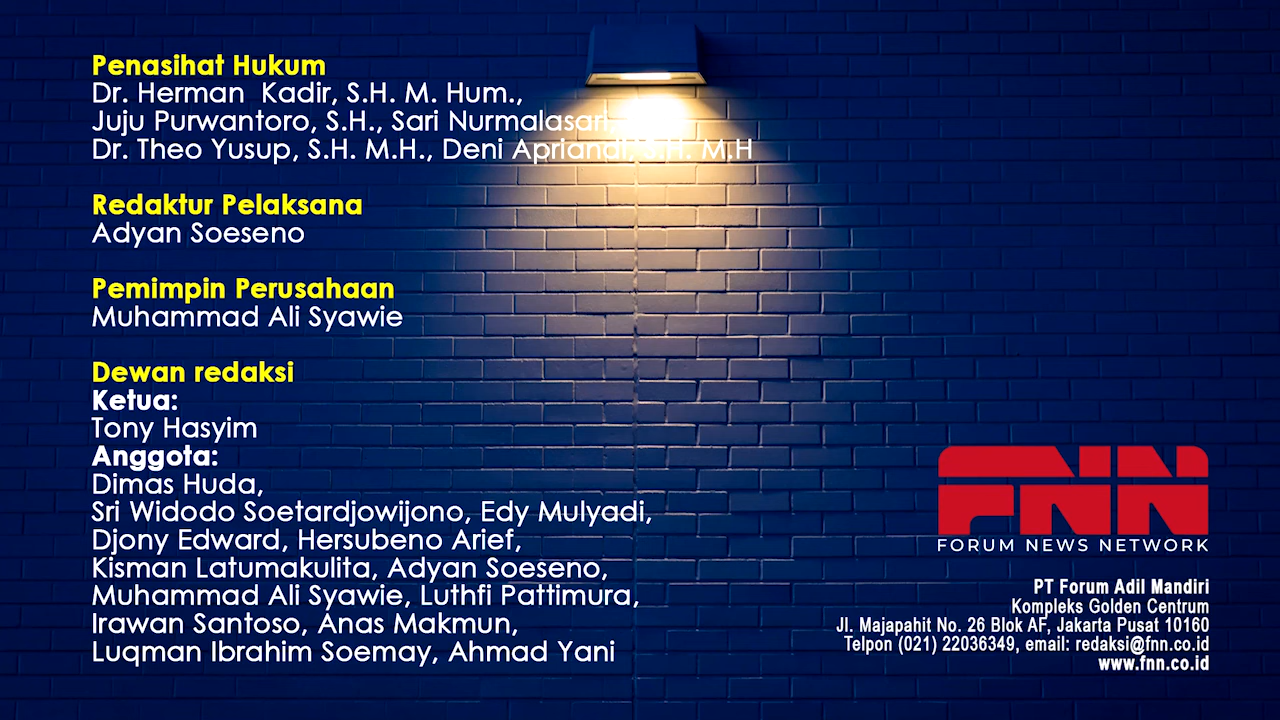 Penasihat Hukum
Dr. Herman Kadir, S.H. M. Hum.,
Juju Purwantoro, S.H., Sari Nurmalasari,
Dr. Theo Yusup, S.H. M.H., Deni Apriandi, S.H. M.H
Redaktur Pelaksana
Adyan Soeseno
Pemimpin Perusahaan
Muhammad Ali Syawie
Dewan redaksi
Ketua:
Tony Hasyim
Anggota:
Dimas Huda,
Sri Widodo Soetardjowijono, Edy Mulyadi,
Djony Edward, Hersubeno Arief,
Kisman Latumakulita, Adyan Soeseno,
Muhammad Ali Syawie, Luthfi Pattimura,
Irawan Santoso, Anas Makmun,
Luqman Ibrahim Soemay, Ahmad Yani
FNN
FORUM NEWS NETWORK
PT Forum Adil Mandiri
Kompleks Golden Centrum
Jl. Majapahit No. 26 Blok AF, Jakarta Pusat 10160
Telpon (021) 22036349, email: redaksi@fnn.co.id
www.fnn.co.id